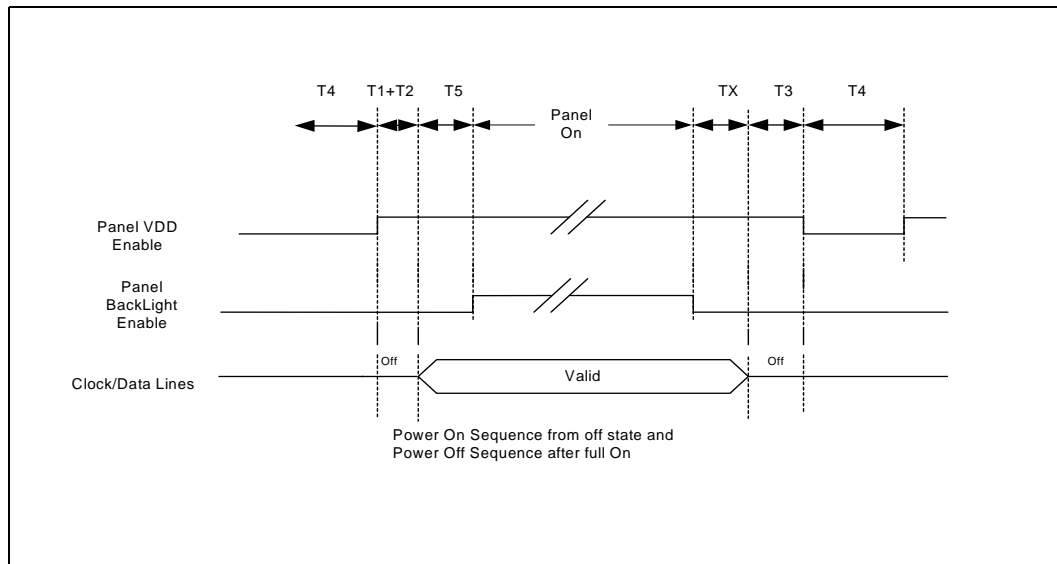 T4
T1+T2
T5
Panel
On
TX
T3
T4
Panel VDD
Enable
Panel
BackLight
Enable
Off
Off
Clock/Data Lines
Valid
Power On Sequence from off state and
Power Off Sequence after full On